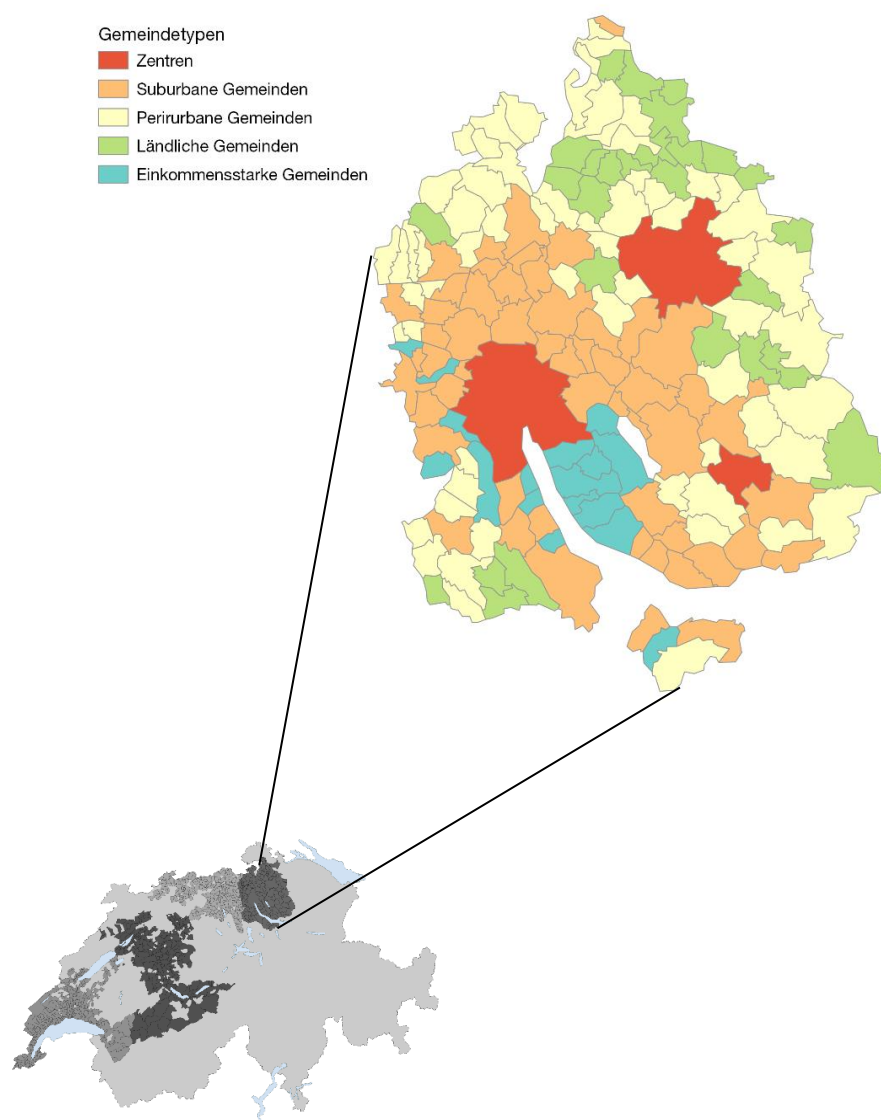 Gemeindetypen
Zentren
Suburbane Gemeinden
Perirurbane Gemeinden
Ländliche Gemeinden
Einkommensstarke Gemeinden